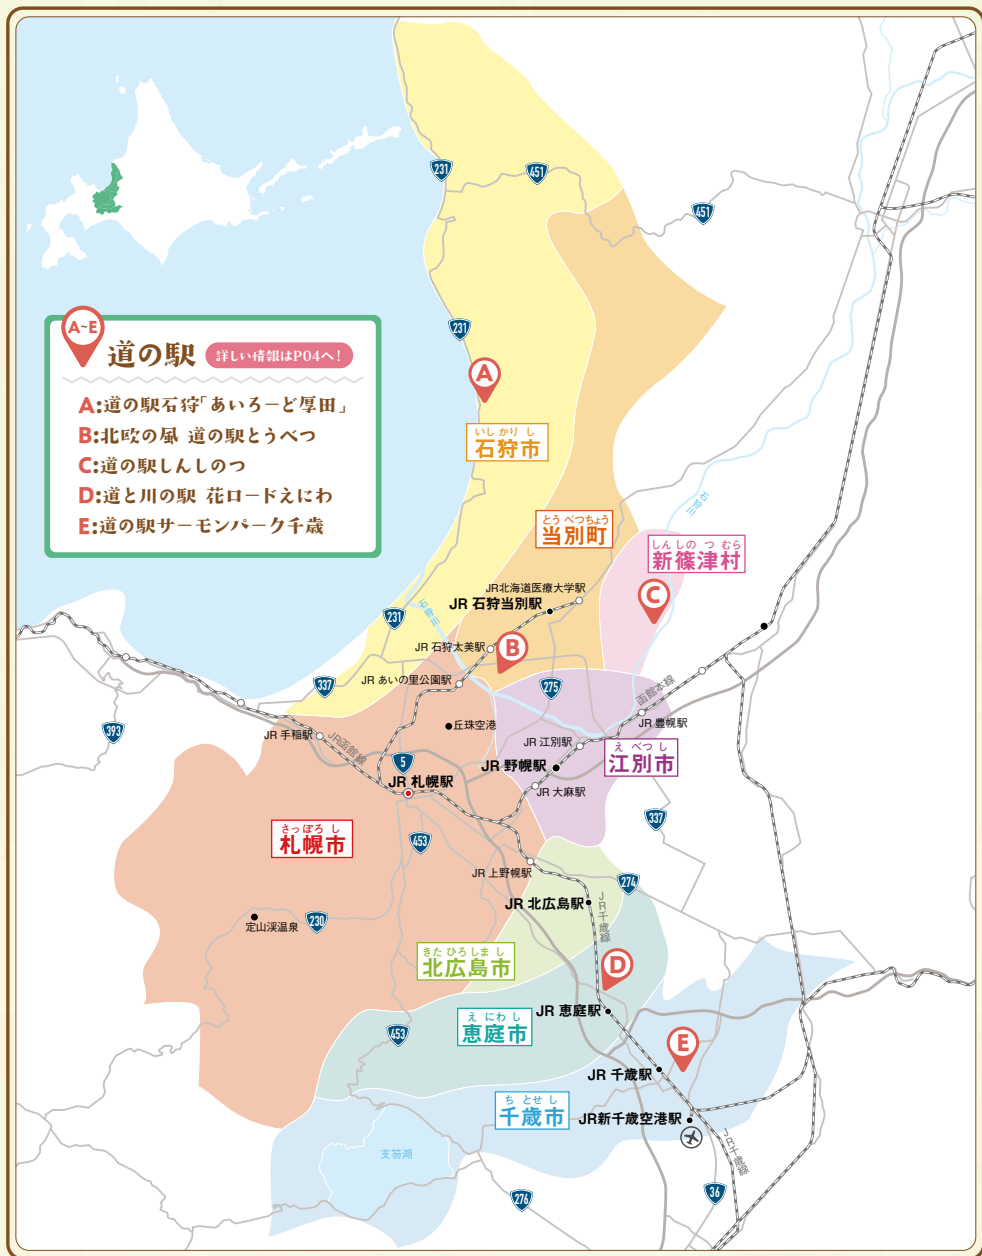 A~E
道の駅 詳しい情報はP04へ!
A:道の駅石狩「あいろーど厚田」
B:北欧の風 道の駅とうべつ
C:道の駅しんしのつ
D:道と川の駅 花ロードえにわ
E:道の駅サーモンパーク千歳
231
451
451
231
A
いしかりし
石狩市
石狩川
とうべつちょう
当別町
しんしのつむら
新篠津村
JR北海道医療大学駅
C
JR 石狩当別駅
石狩川
231
JR 石狩太美駅
B
JR あいの里公園駅
337
275
函館本線
丘珠空港
JR 豊幌駅
393
JR 手稲駅
JR函館線
JR 江別駅
えべつし
江別市
5
JR 野幌駅
JR 札幌駅
JR 大麻駅
337
さっぽろし
札幌市
453
JR 上野幌駅
274
JR 北広島駅
JR千歳線
定山渓温泉
230
きたひろしまし
北広島市
D
JR 恵庭駅
えにわし
恵庭市
453
E
JR 千歳駅
ちとせし
千歳市
JR新千歳空港駅
JR千歳線
支笏湖
276
36